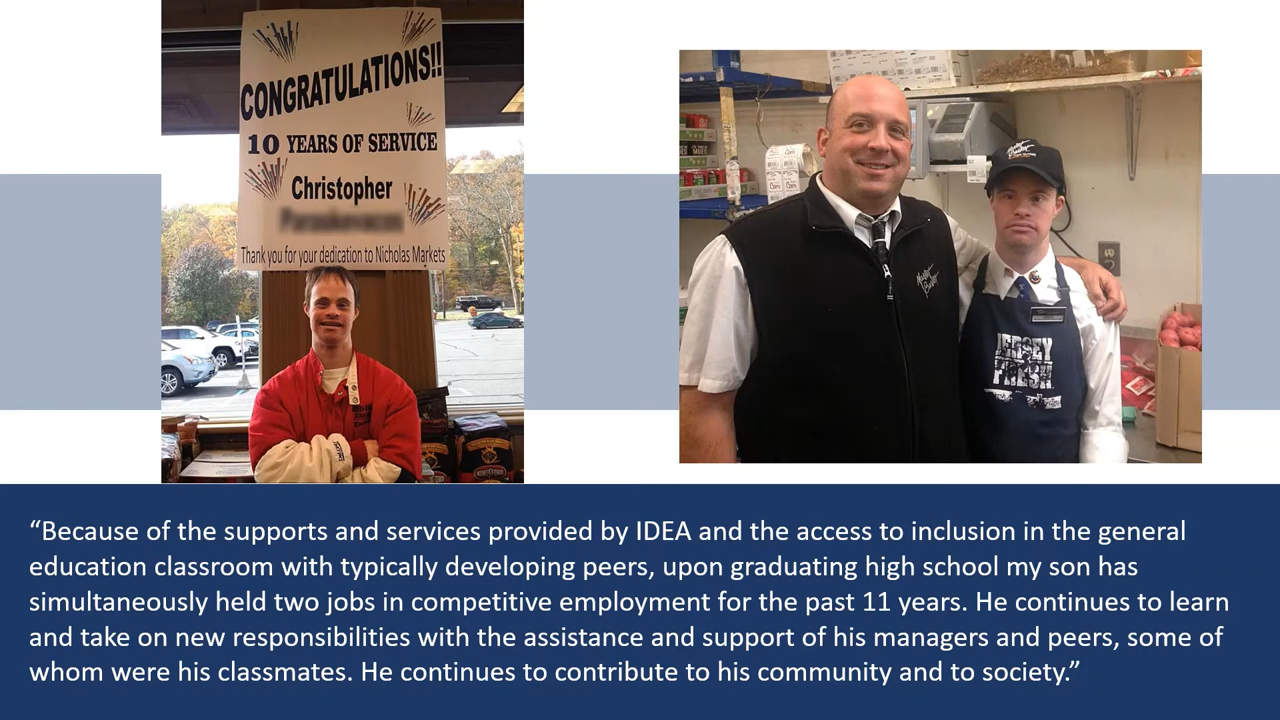 CONGRATULATIONS!!
10 YEARS OF SERVICE
Christopher
Thank you for your dedication to Nicholas Markets
JERSEY
FRESH
“Because of the supports and services provided by IDEA and the access to inclusion in the general
education classroom with typically developing peers, upon graduating high school my son has
simultaneously held two jobs in competitive employment for the past 11 years. He continues to learn
and take on new responsibilities with the assistance and support of his managers and peers, some of
whom were his classmates. He continues to contribute to his community and to society.”